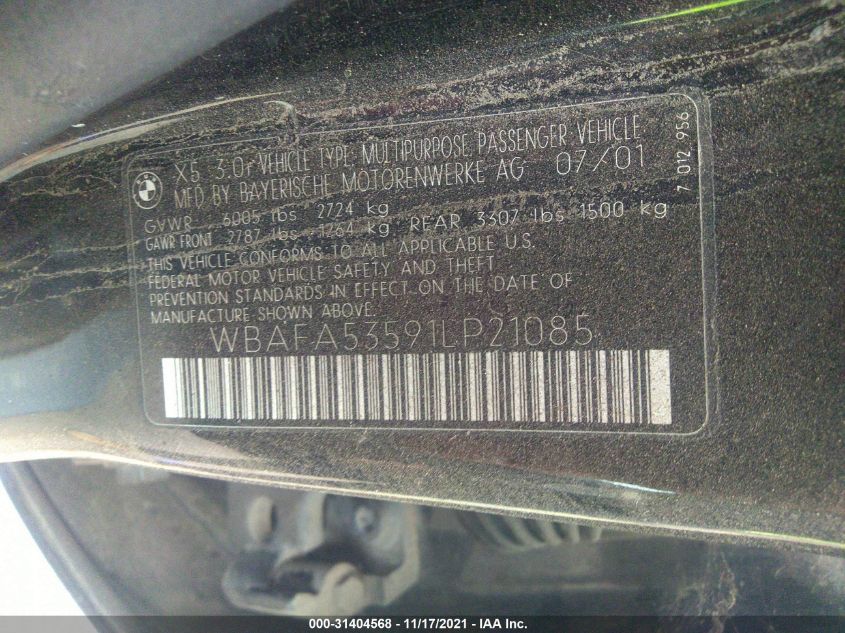 BMW
X5 3.0i VEHICLE TYPE: MULTIPURPOSE PASSENGER VEHICLE
MFD BY BAYERISCHE MOTORENWERKE AG 07/01
GVWR 6005 lbs 2724 kg
GAWR FRONT 2787 lbs 1264 kg REAR 3307 lbs 1500 kg
THIS VEHICLE CONFORMS TO ALL APPLICABLE U.S.
FEDERAL MOTOR VEHICLE SAFETY AND THEFT
PREVENTION STANDARDS IN EFFECT ON THE DATE OF
MANUFACTURE SHOWN ABOVE.
WBAFA53591LP21085
7 012 956
000-31404568 - 11/17/2021 - IAA Inc.